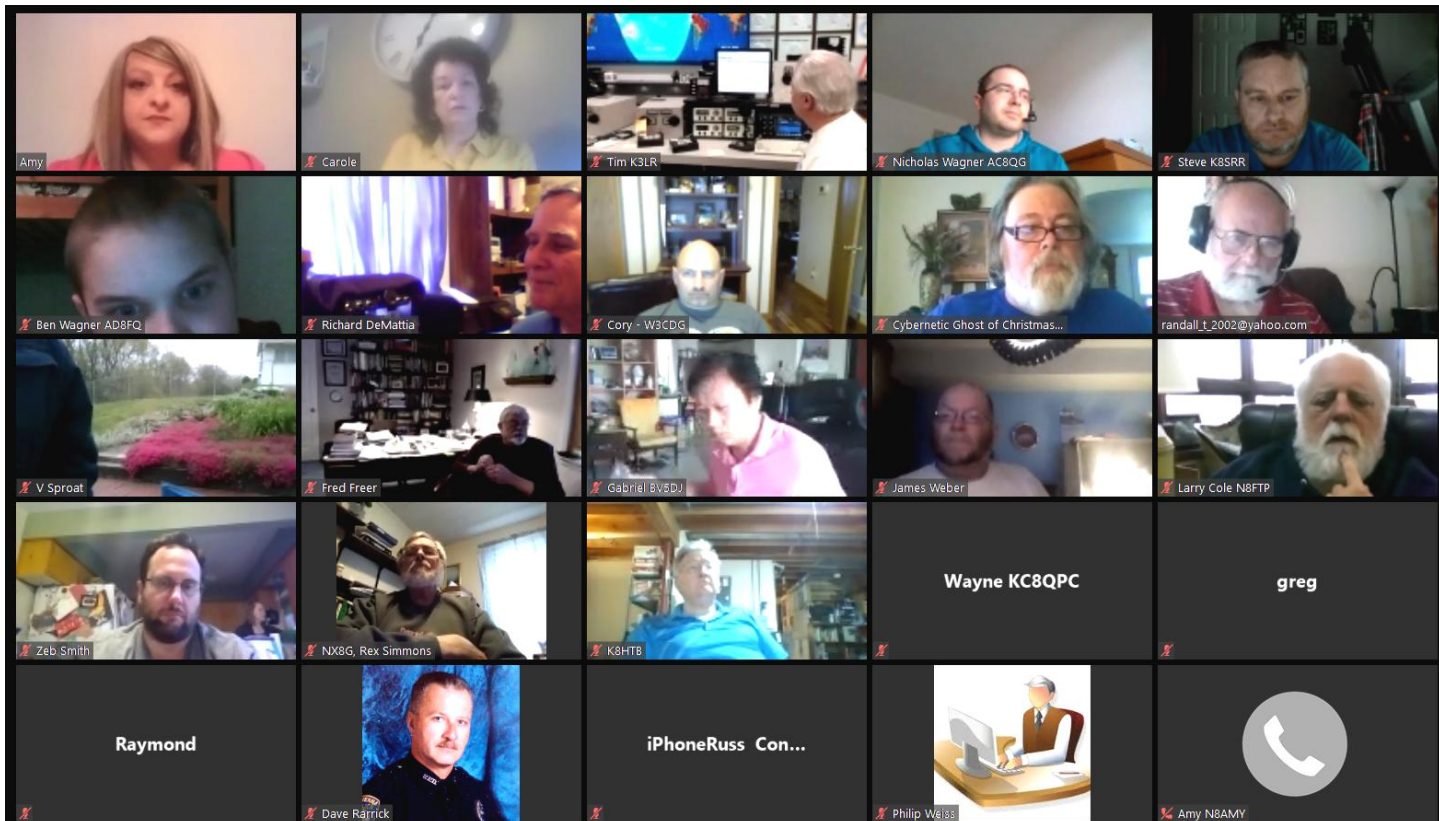 Amy
Carole
Tim K3LR
Nicholas Wagner AC8QG
Steve K8SRR
Ben Wagner AD8FQ
Richard DeMattia
Cory - W3CDG
Cybernetic Ghost of Christmas...
randall_t_2002@yahoo.com
V Sproat
Fred Freer
Gabriel BV5DJ
James Weber
Larry Cole N8FTP
Zeb Smith
NX8G, Rex Simmons
K8HTB
Wayne KC8QPC
greg
Raymond
Dave Rarrick
iPhoneRuss Con...
Philip Weiss
Amy N8AMY